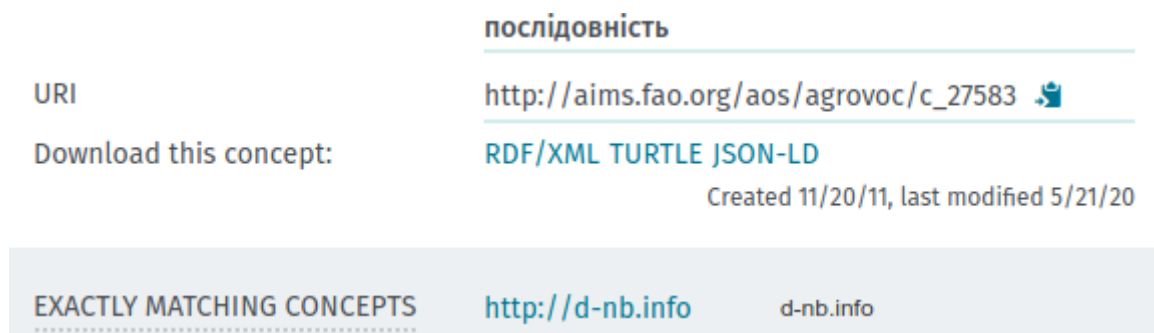 послідовність
URI http://aims.fao.org/aos/agrovoc/c_27583
Download this concept: RDF/XML TURTLE JSON-LD
Created 11/20/11, last modified 5/21/20
EXACTLY MATCHING CONCEPTS http://d-nb.info d-nb.info